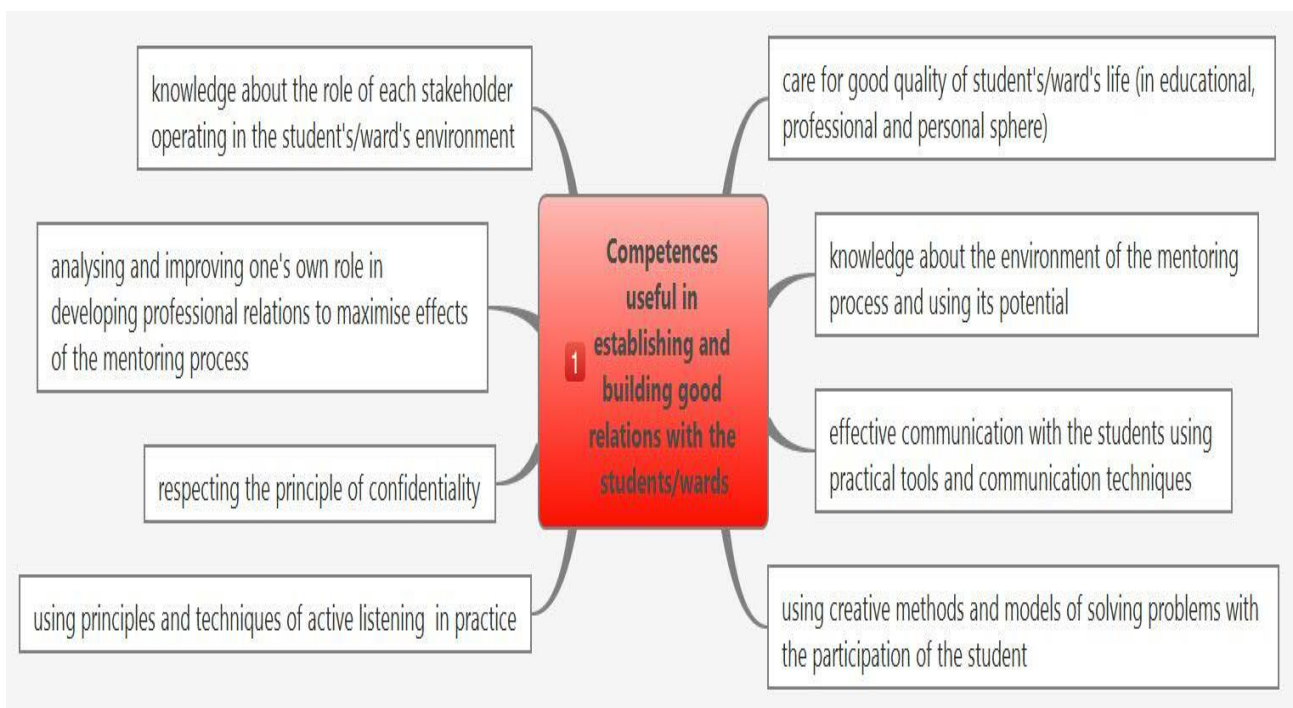 knowledge about the role of each stakeholder
operating in the student's/ward's environment
analysing and improving one's own role in
developing professional relations to maximise effects
of the mentoring process
respecting the principle of confidentiality
using principles and techniques of active listening in practice
1
Competences
useful in
establishing and
building good
relations with the
students/wards
care for good quality of student's/ward's life (in educational,
professional and personal sphere)
knowledge about the environment of the mentoring
process and using its potential
effective communication with the students using
practical tools and communication techniques
using creative methods and models of solving problems with
the participation of the student